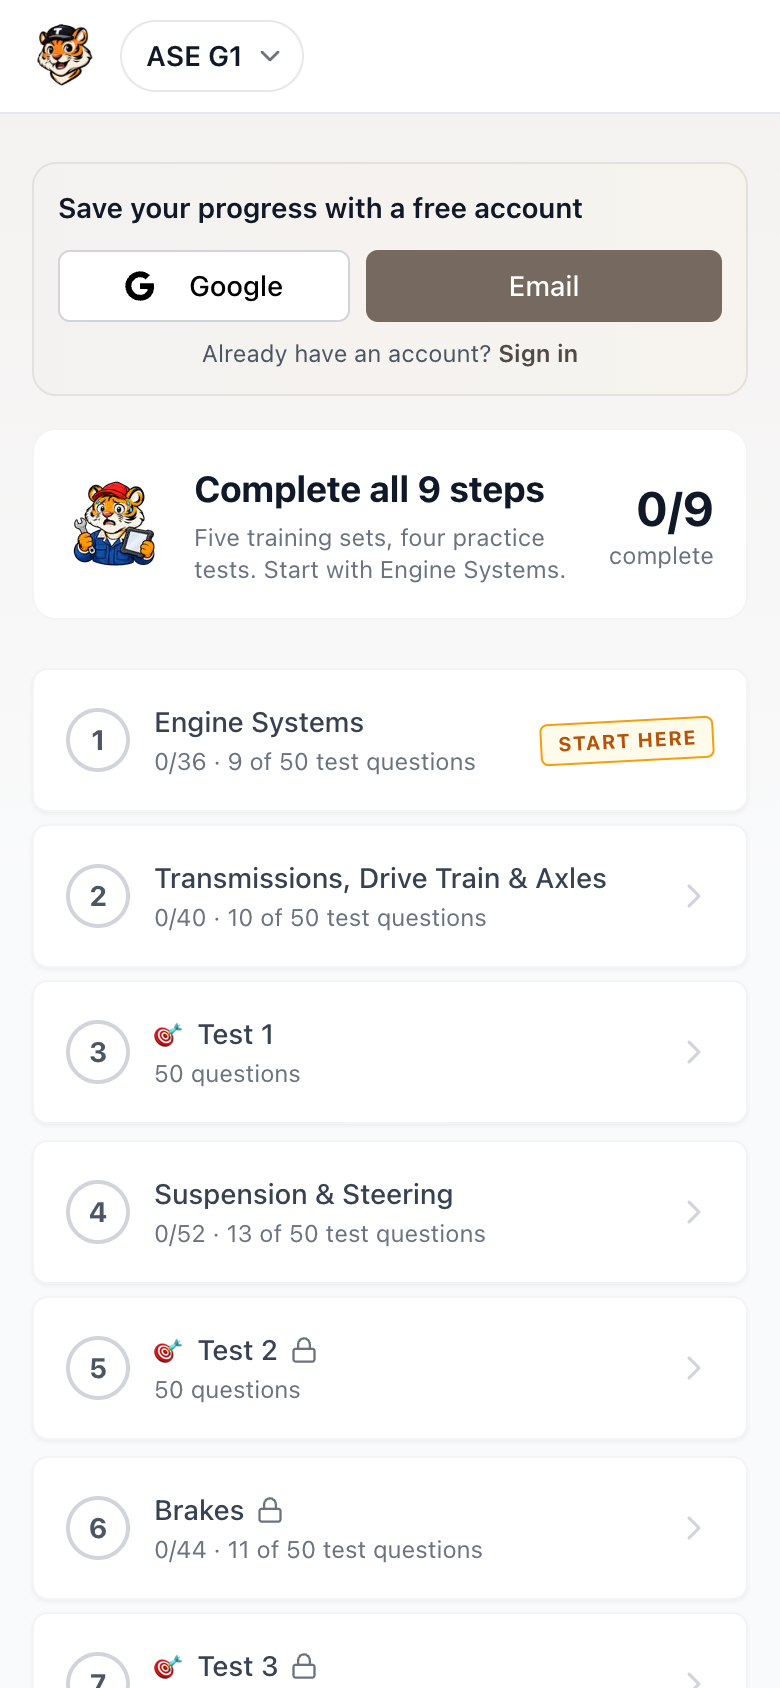 ASE G1
Save your progress with a free account
Google
Email
Already have an account? Sign in
Complete all 9 steps
Five training sets, four practice
tests. Start with Engine Systems.
0/9
complete
1
Engine Systems
0/36 · 9 of 50 test questions
START HERE
2
Transmissions, Drive Train & Axles
0/40 · 10 of 50 test questions
3
Test 1
50 questions
4
Suspension & Steering
0/52 · 13 of 50 test questions
5
Test 2
50 questions
6
Brakes
0/44 · 11 of 50 test questions
7
Test 3